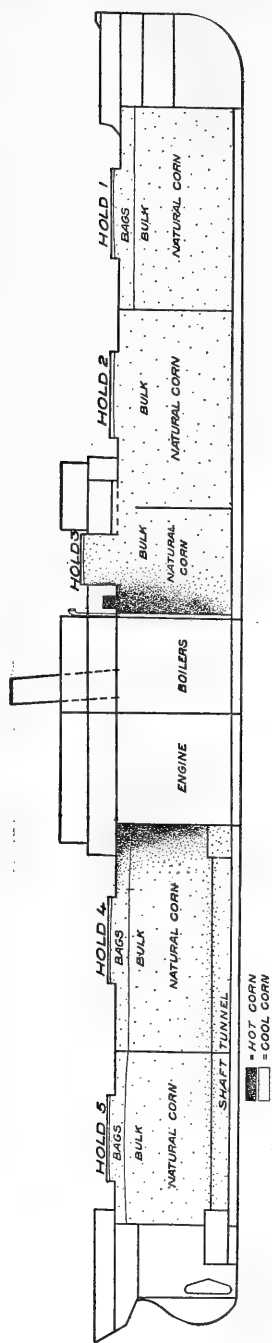 HOLD 5
BAGS
BULK
NATURAL CORN
HOLD 4
BAGS
BULK
NATURAL CORN
SHAFT TUNNEL
ENGINE
BOILERS
HOLD 3
BULK
NATURAL
CORN
HOLD 2
BULK
NATURAL CORN
HOLD 1
BAGS
BULK
NATURAL CORN
= HOT CORN
= COOL CORN